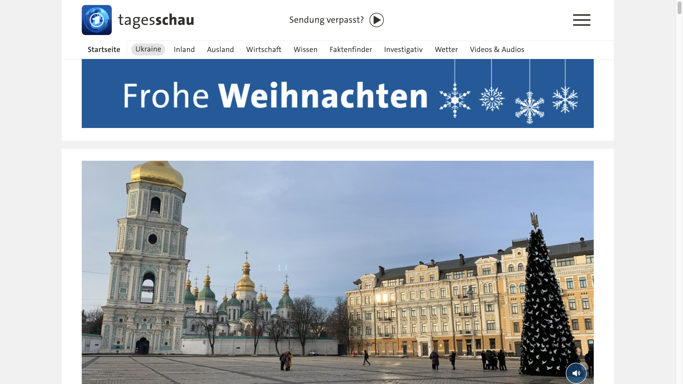 tagesschau
Sendung verpasst?
Startseite Ukraine Inland Ausland Wirtschaft Wissen Faktenfinder Investigativ Wetter Videos & Audios
Frohe Weihnachten